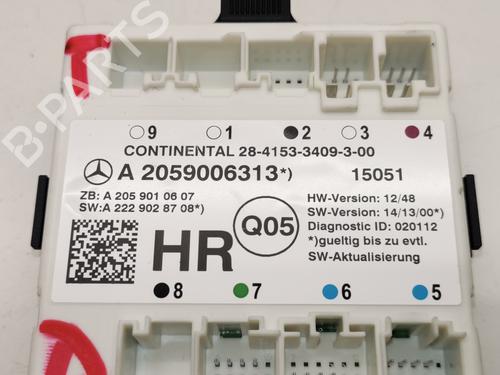 9 1 2 3 4
CONTINENTAL 28-4153-3409-3-00
A 2059006313*) 15051
ZB: A 205 901 06 07
SW:A 222 902 87 08*)
HW-Version: 12/48
SW-Version: 14/13/00*)
Diagnostic ID: 020112
*)gueltig bis zu evtl.
SW-Aktualisierung
HR
Q05
8 7 6 5
B-PARTS